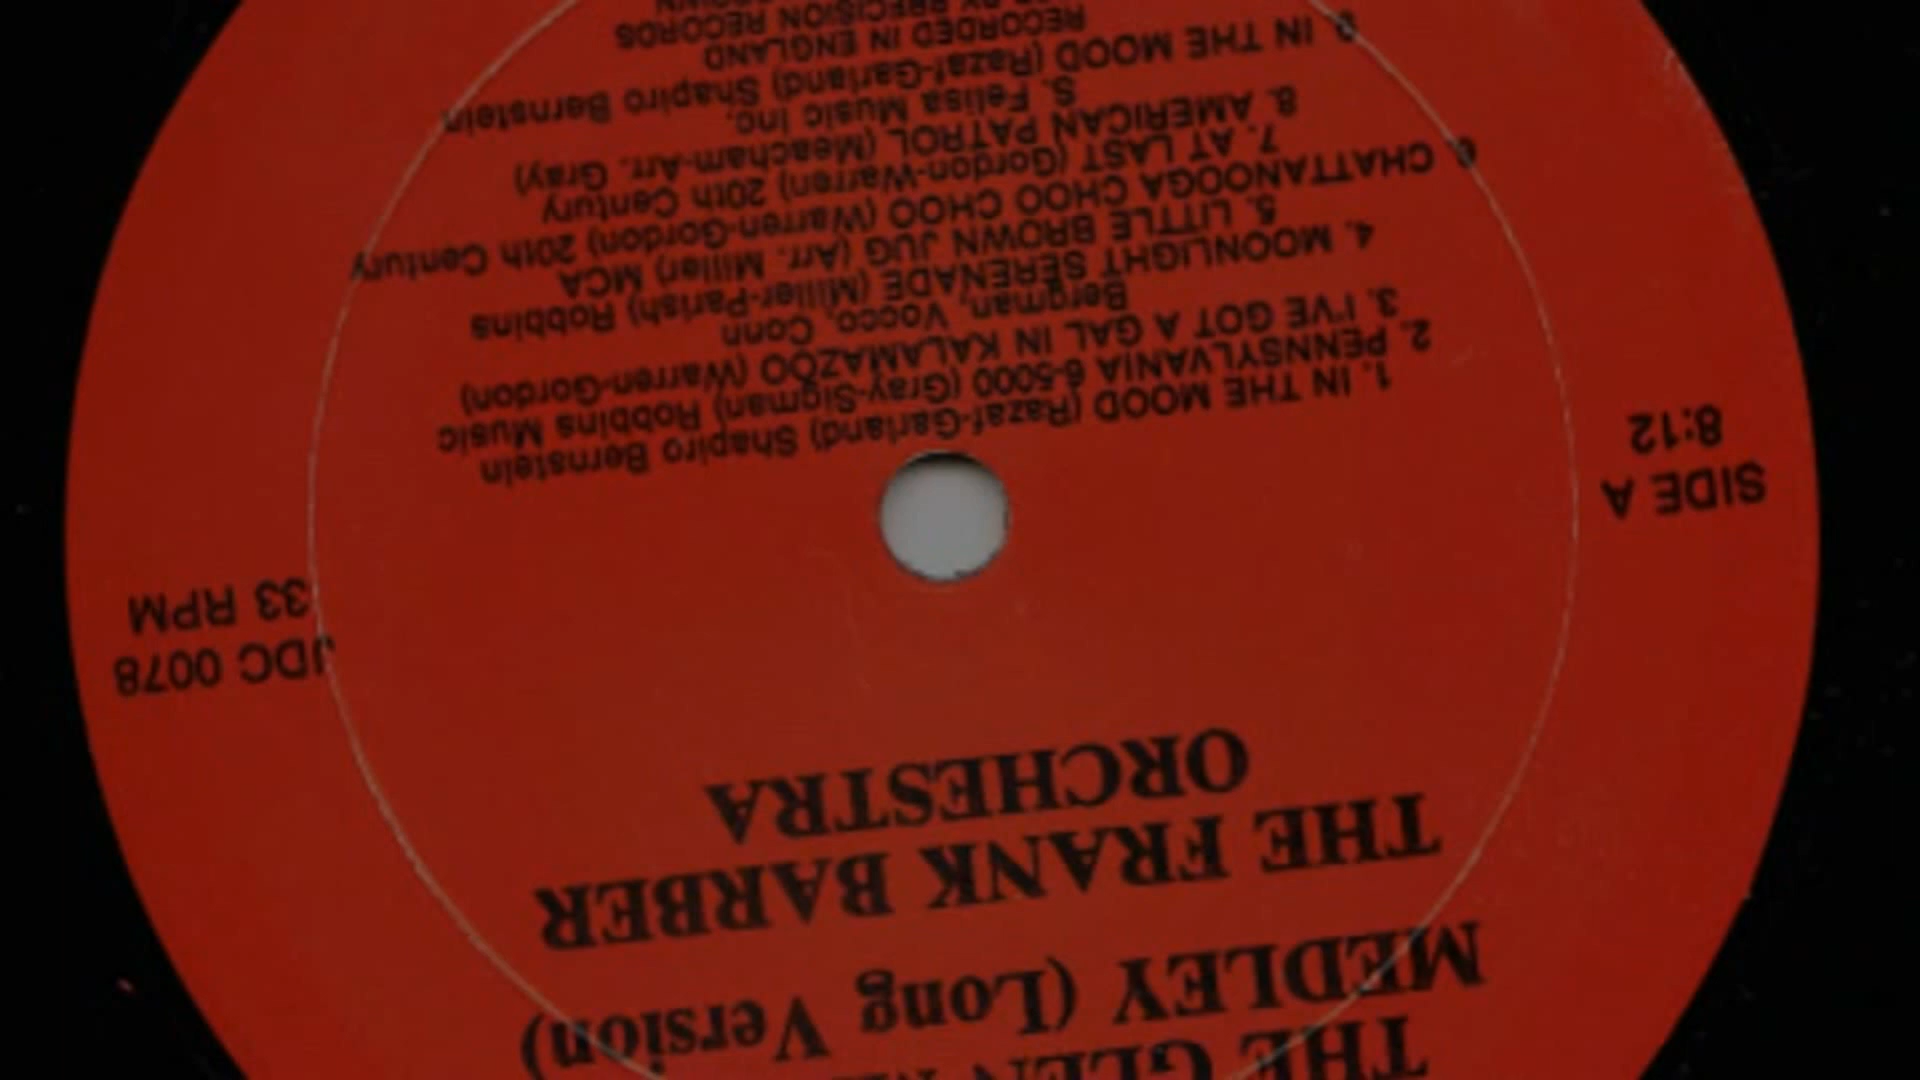 THE GLEN
MEDLEY (Long Version)
THE FRANK BARBER
ORCHESTRA
JDC 0078
33 RPM
SIDE A
8:12
1. IN THE MOOD (Razaf-Garland) Shapiro Bernstein
2. PENNSYLVANIA 6-5000 (Gray-Sigman) Robbins Music
3. I'VE GOT A GAL IN KALAMAZOO (Warren-Gordon)
Bergman, Vocco, Conn
4. MOONLIGHT SERENADE (Miller-Parish) Robbins
5. LITTLE BROWN JUG (Arr. Miller) MCA
6 CHATTANOOGA CHOO CHOO (Warren-Gordon) 20th Century
7. AT LAST (Gordon-Warren) 20th Century
8. AMERICAN PATROL (Meacham-Arr. Gray)
S. Felisa Music Inc.
9 IN THE MOOD (Razaf-Garland) Shapiro Bernstein
RECORDED IN ENGLAND
BY PRECISION RECORDS